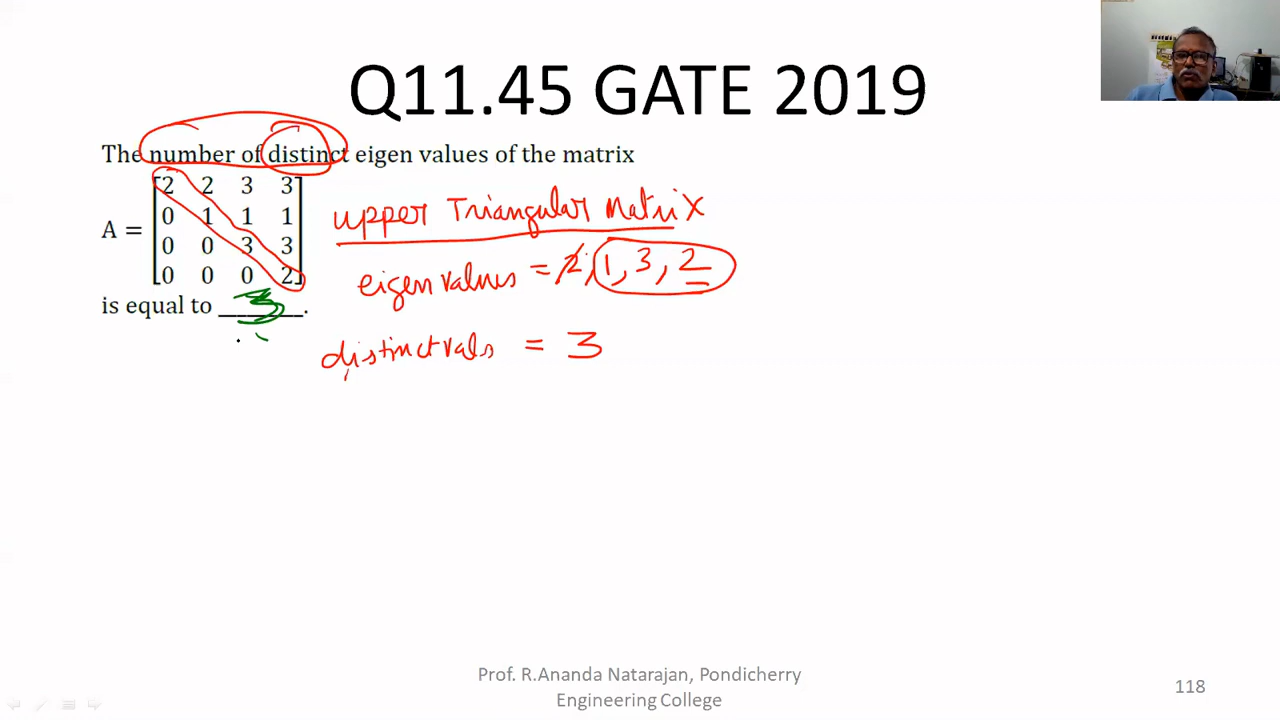 Q11.45 GATE 2019
The number of distinct eigen values of the matrix
A = [2 2 3 3
0 1 1 1
0 0 3 3
0 0 0 2]
upper Triangular Matrix
eigen values = 2, 1, 3, 2
is equal to 3.
distinct vals = 3
Prof. R.Ananda Natarajan, Pondicherry
Engineering College
118